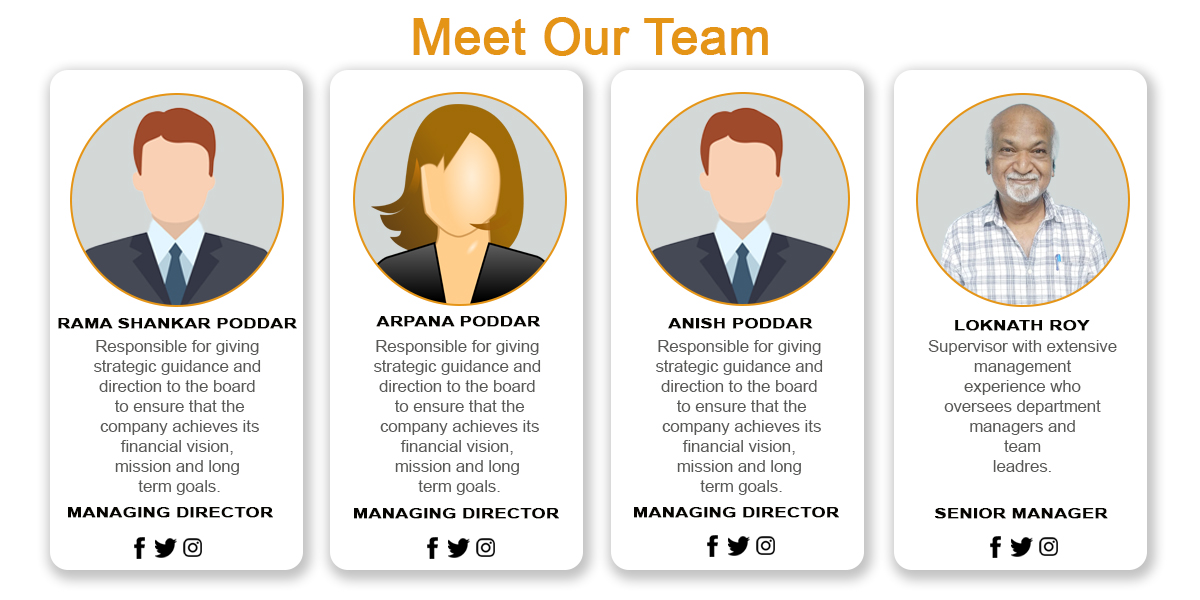 Meet Our Team
RAMA SHANKAR PODDAR
Responsible for giving
strategic guidance and
direction to the board
to ensure that the
company achieves its
financial vision,
mission and long
term goals.
MANAGING DIRECTOR
ARPANA PODDAR
Responsible for giving
strategic guidance and
direction to the board
to ensure that the
company achieves its
financial vision,
mission and long
term goals.
MANAGING DIRECTOR
ANISH PODDAR
Responsible for giving
strategic guidance and
direction to the board
to ensure that the
company achieves its
financial vision,
mission and long
term goals.
MANAGING DIRECTOR
LOKNATH ROY
Supervisor with extensive
management
experience who
oversees department
managers and
team
leadres.
SENIOR MANAGER